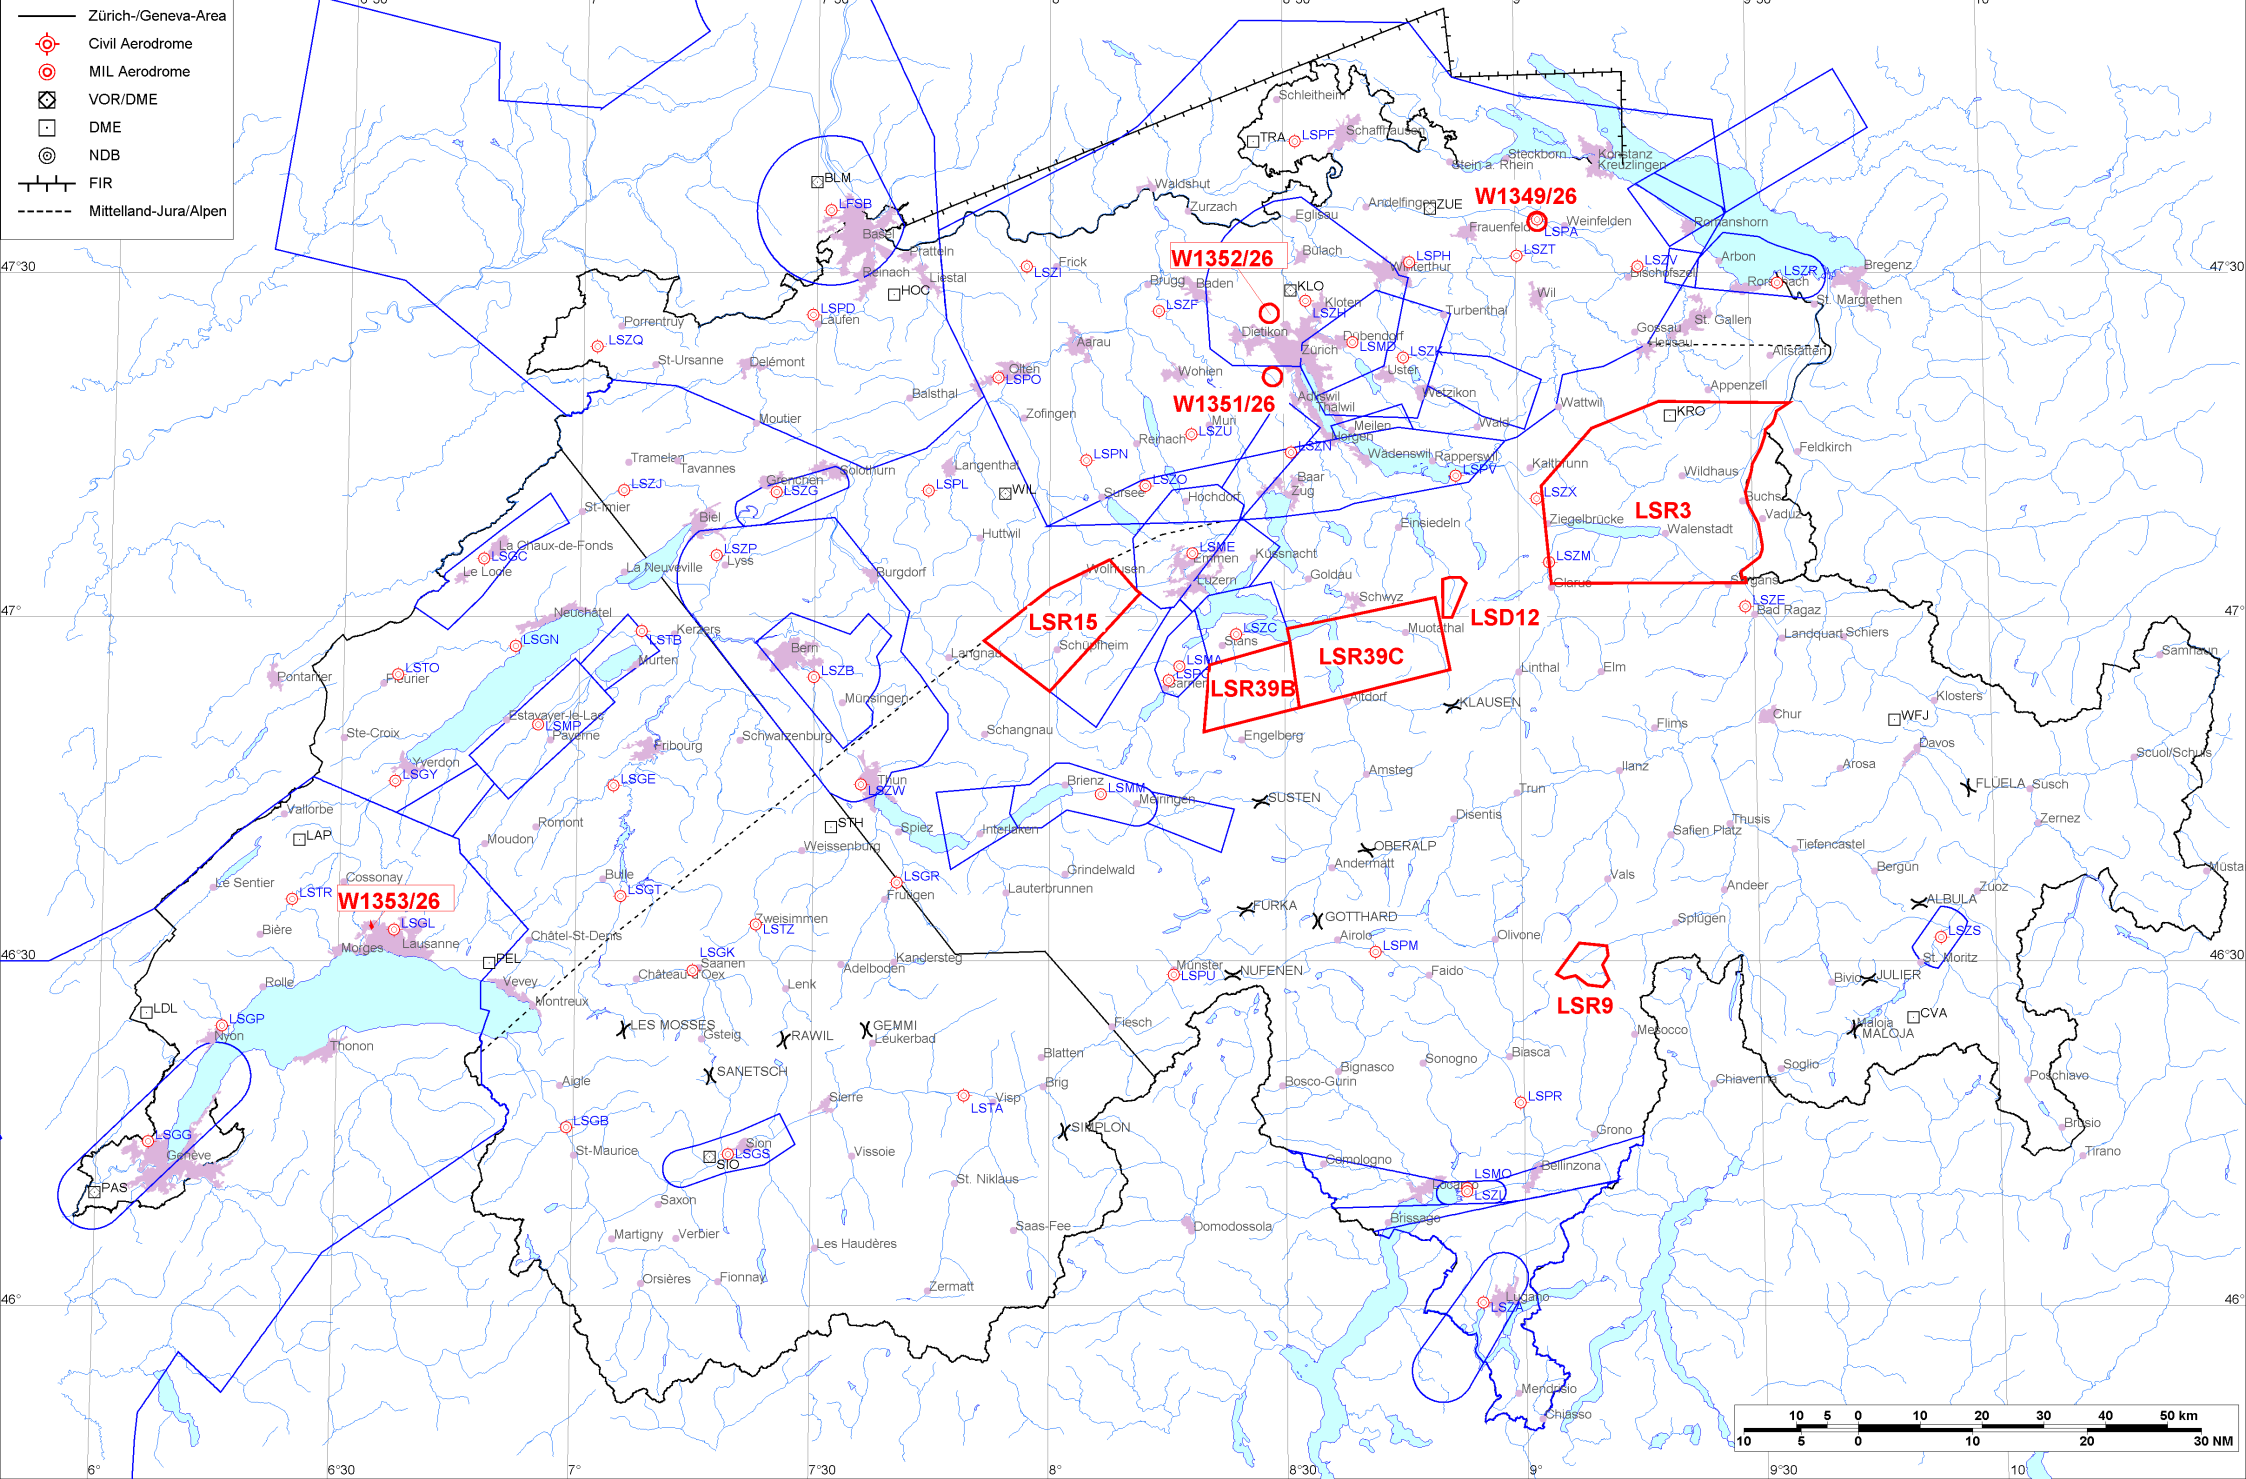 Zürich-/Geneva-Area
Civil Aerodrome
MIL Aerodrome
VOR/DME
DME
NDB
FIR
Mittelland-Jura/Alpen
Schleitheim
TRA
LSPF
Schaffhausen
Stein a. Rhein
Steckborn
Konstanz
Kreuzlingen
BLM
LFSB
Basel
Waldshut
Zurzach
Eglisau
Andelfingen
ZUE
W1349/26
LSPA
Weinfelden
Romanshorn
Frauenfeld
Pratteln
Reinach
Liestal
HOC
Frick
LSZI
W1352/26
Bülach
LSPH
Winterthur
LSZT
LSZV
Bischofszell
Arbon
LSZR
Rorschach
Bregenz
St. Margrethen
47°30
47°30
Brugg
Baden
KLO
Kloten
LSZH
LSZF
Turbenthal
Wil
St. Gallen
Gossau
Herisau
Altstätten
LSPD
Laufen
Porrentruy
LSZQ
St-Ursanne
Delémont
Aarau
Dietikon
Zürich
Dübendorf
LSMD
LSZK
Uster
Wetzikon
Olten
LSPO
Wohlen
W1351/26
Adliswil
Thalwil
Appenzell
Wattwil
KRO
Balsthal
Zofingen
Moutier
Muri
LSZU
Reinach
Meilen
Horgen
Wald
Feldkirch
Tramelan
Tavannes
LSZJ
St-Imier
Solothurn
Grenchen
LSZG
Langenthal
LSPL
WIL
LSPN
LSZN
Wädenswil
Rapperswil
LSPV
Kaltbrunn
LSZX
Wildhaus
Buchs
LSR3
LSZO
Sursee
Hochdorf
Baar
Zug
Einsiedeln
Ziegelbrücke
Walenstadt
Vaduz
Biel
LSZP
Lyss
Huttwil
La Chaux-de-Fonds
LSGC
Le Locle
La Neuveville
Burgdorf
Wolhusen
LSME
Emmen
Luzern
Küssnacht
Goldau
LSZM
Glarus
Sargans
LSZE
Bad Ragaz
47°
47°
Neuchâtel
LSGN
LSTB
Kerzers
Murten
LSR15
Schüpfheim
Schwyz
LSD12
LSZC
Stans
Muotathal
LSR39C
Landquart
Schiers
Samnaun
LSTO
Fleurier
Pontarlier
Bern
LSZB
Langnau
LSMA
LSPG
LSR39B
Linthal
Elm
Klosters
Münsingen
Estavayer-le-Lac
LSMP
Payerne
Altdorf
KLAUSEN
Flims
Chur
WFJ
Davos
Ste-Croix
Schwarzenburg
Fribourg
Schangnau
Engelberg
Scuol/Schuls
Yverdon
LSGY
LSGE
Thun
LSZW
Brienz
LSMM
Meiringen
Amsteg
Ilanz
Arosa
FLÜELA
Susch
Vallorbe
LAP
Romont
Moudon
STH
Spiez
Interlaken
SUSTEN
Trun
Disentis
Safien Platz
Thusis
Zernez
Weissenburg
OBERALP
Andermatt
Tiefencastel
Bergün
Le Sentier
Cossonay
LSTR
W1353/26
LSGL
Bulle
LSGT
LSGR
Frutigen
Grindelwald
Lauterbrunnen
FURKA
GOTTHARD
Vals
Andeer
Zuoz
ALBULA
Bière
Morges
Lausanne
Châtel-St-Denis
Zweisimmen
LSTZ
Airolo
LSPM
Olivone
Splügen
LSZS
St. Moritz
46°30
46°30
Rolle
Vevey
LSGK
Saanen
Château-d'Oex
Adelboden
Kandersteg
Lenk
Münster
LSPU
NUFENEN
Faido
LSR9
Bivio
JULIER
LDL
LSGP
Nyon
Montreux
LES MOSSES
Gsteig
RAWIL
GEMMI
Leukerbad
Fiesch
Mesocco
Maloja
MALOJA
CVA
Thonon
Blatten
Brig
Sonogno
Biasca
Bignasco
Bosco-Gurin
Soglio
Chiavenna
Poschiavo
SANETSCH
Aigle
Sierre
LSTA
Visp
LSPR
LSGG
Genève
LSGB
SIMPLON
Grono
Brusio
PAS
St-Maurice
SIO
Sion
LSGS
Vissoie
Comologno
LSMO
Bellinzona
Tirano
Saxon
St. Niklaus
LSZL
Martigny
Verbier
Les Haudères
Saas-Fee
Domodossola
Brissago
Orsières
Fionnay
Zermatt
46°
46°
Lugano
LSZA
Mendrisio
Chiasso
10 5 0 10 20 30 40 50 km
10 5 0 10 20 30 NM
6° 6°30 7° 7°30 8° 8°30 9° 9°30 10°